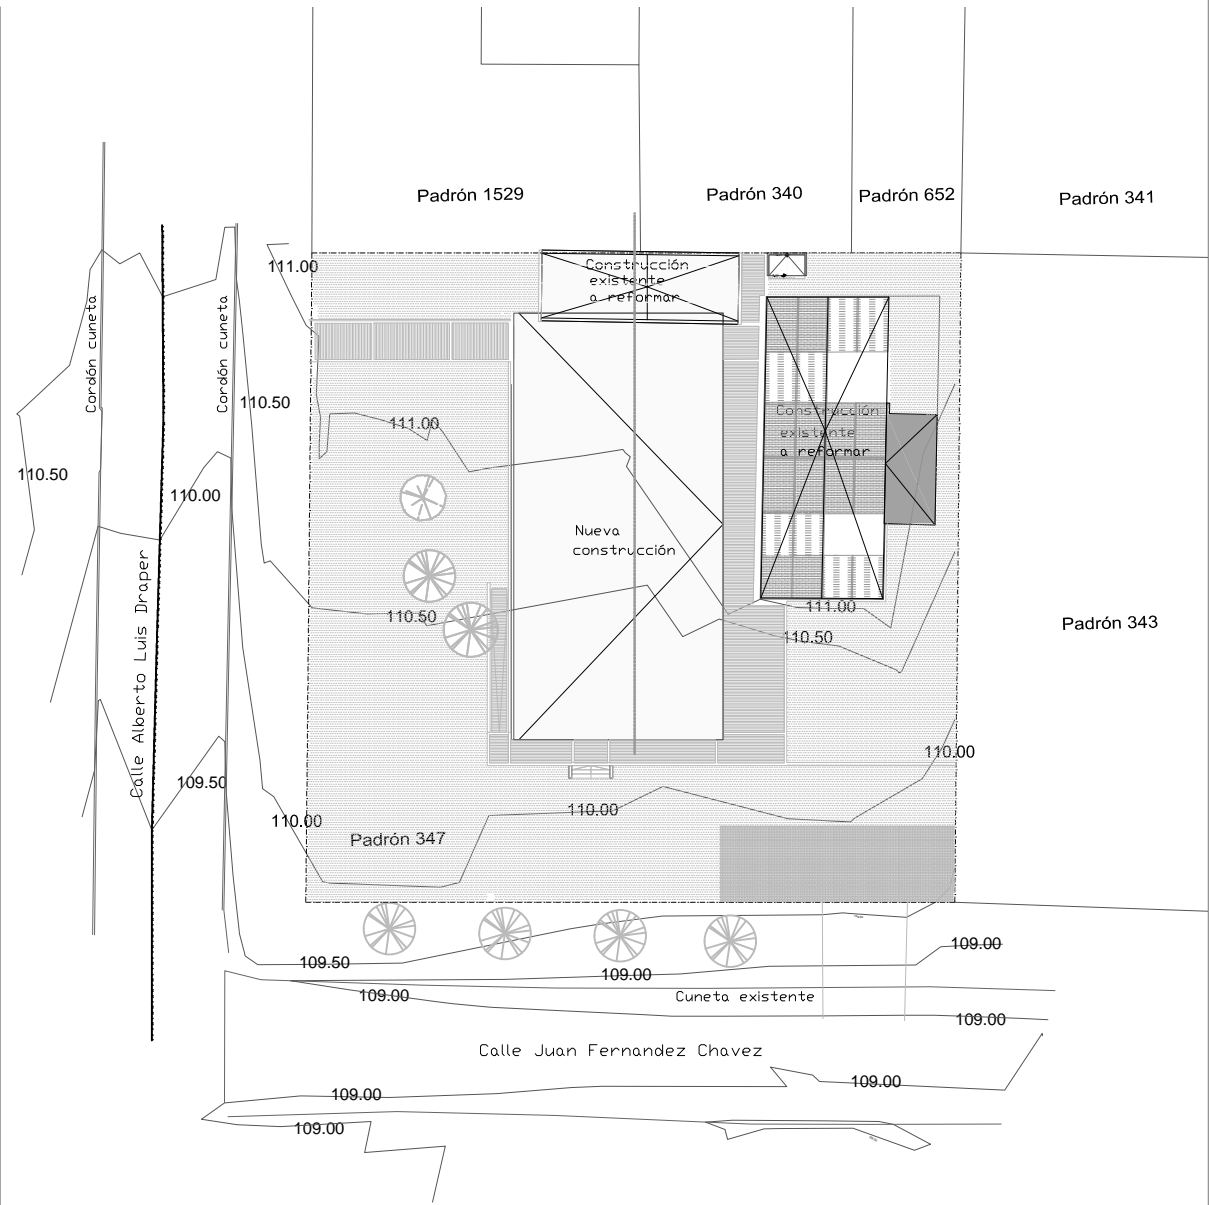 Padrón 1529
Padrón 340
Padrón 652
Padrón 341
111.00
Construcción
existente
a reformar
Cordón cuneta
Cordón cuneta
110.50
111.00
Construcción
existente
a reformar
110.50
110.00
Nueva
construcción
Calle Alberto Luis Draper
110.50
111.00
110.50
Padrón 343
110.00
109.50
110.00
110.00
Padrón 347
109.00
109.50
109.00
109.00
Cuneta existente
109.00
Calle Juan Fernandez Chavez
109.00
109.00
109.00